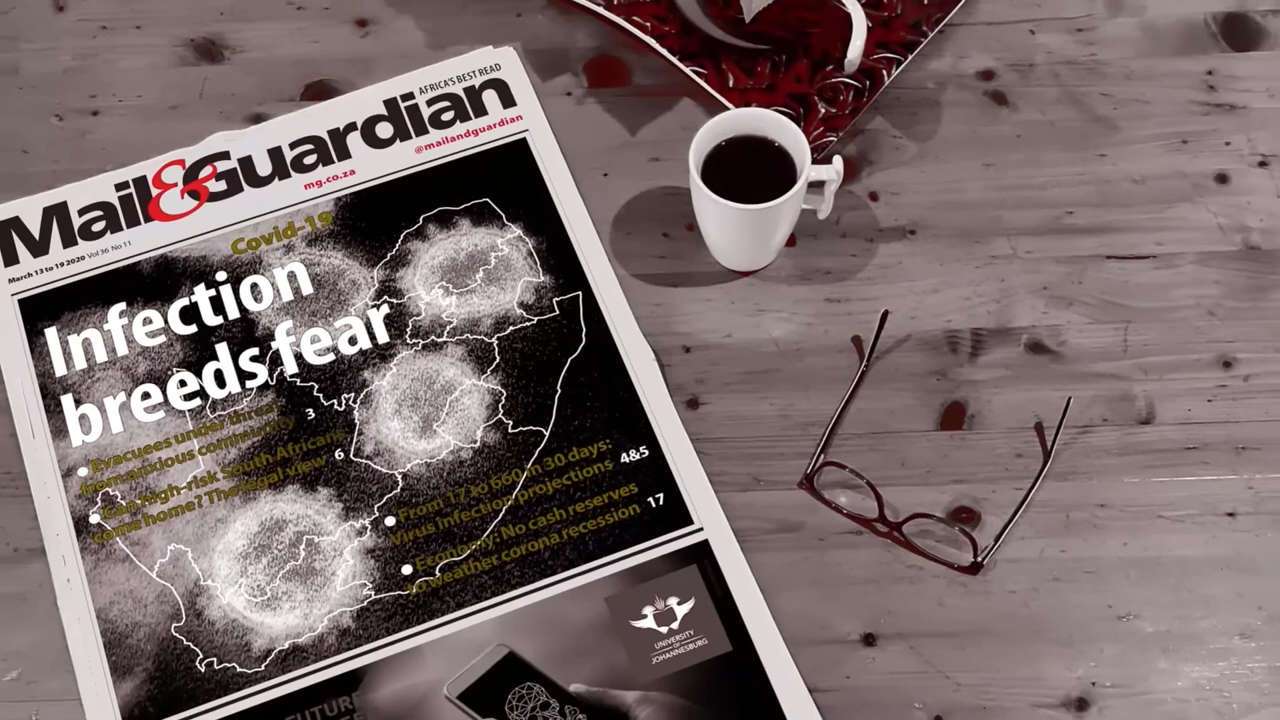 AFRICA'S BEST READ
Mail&Guardian
@mailandguardian
mg.co.za
March 13 to 19 2020 Vol 36 No 11
Covid-19
Infection
breeds fear
Evacuees under threat
from anxious community 3
Can high-risk South Africans
come home? The legal view 6
From 17 to 660 in 30 days:
Virus infection projections 4&5
Economy: No cash reserves
to weather corona recession 17
UNIVERSITY
OF
JOHANNESBURG
FUTURE